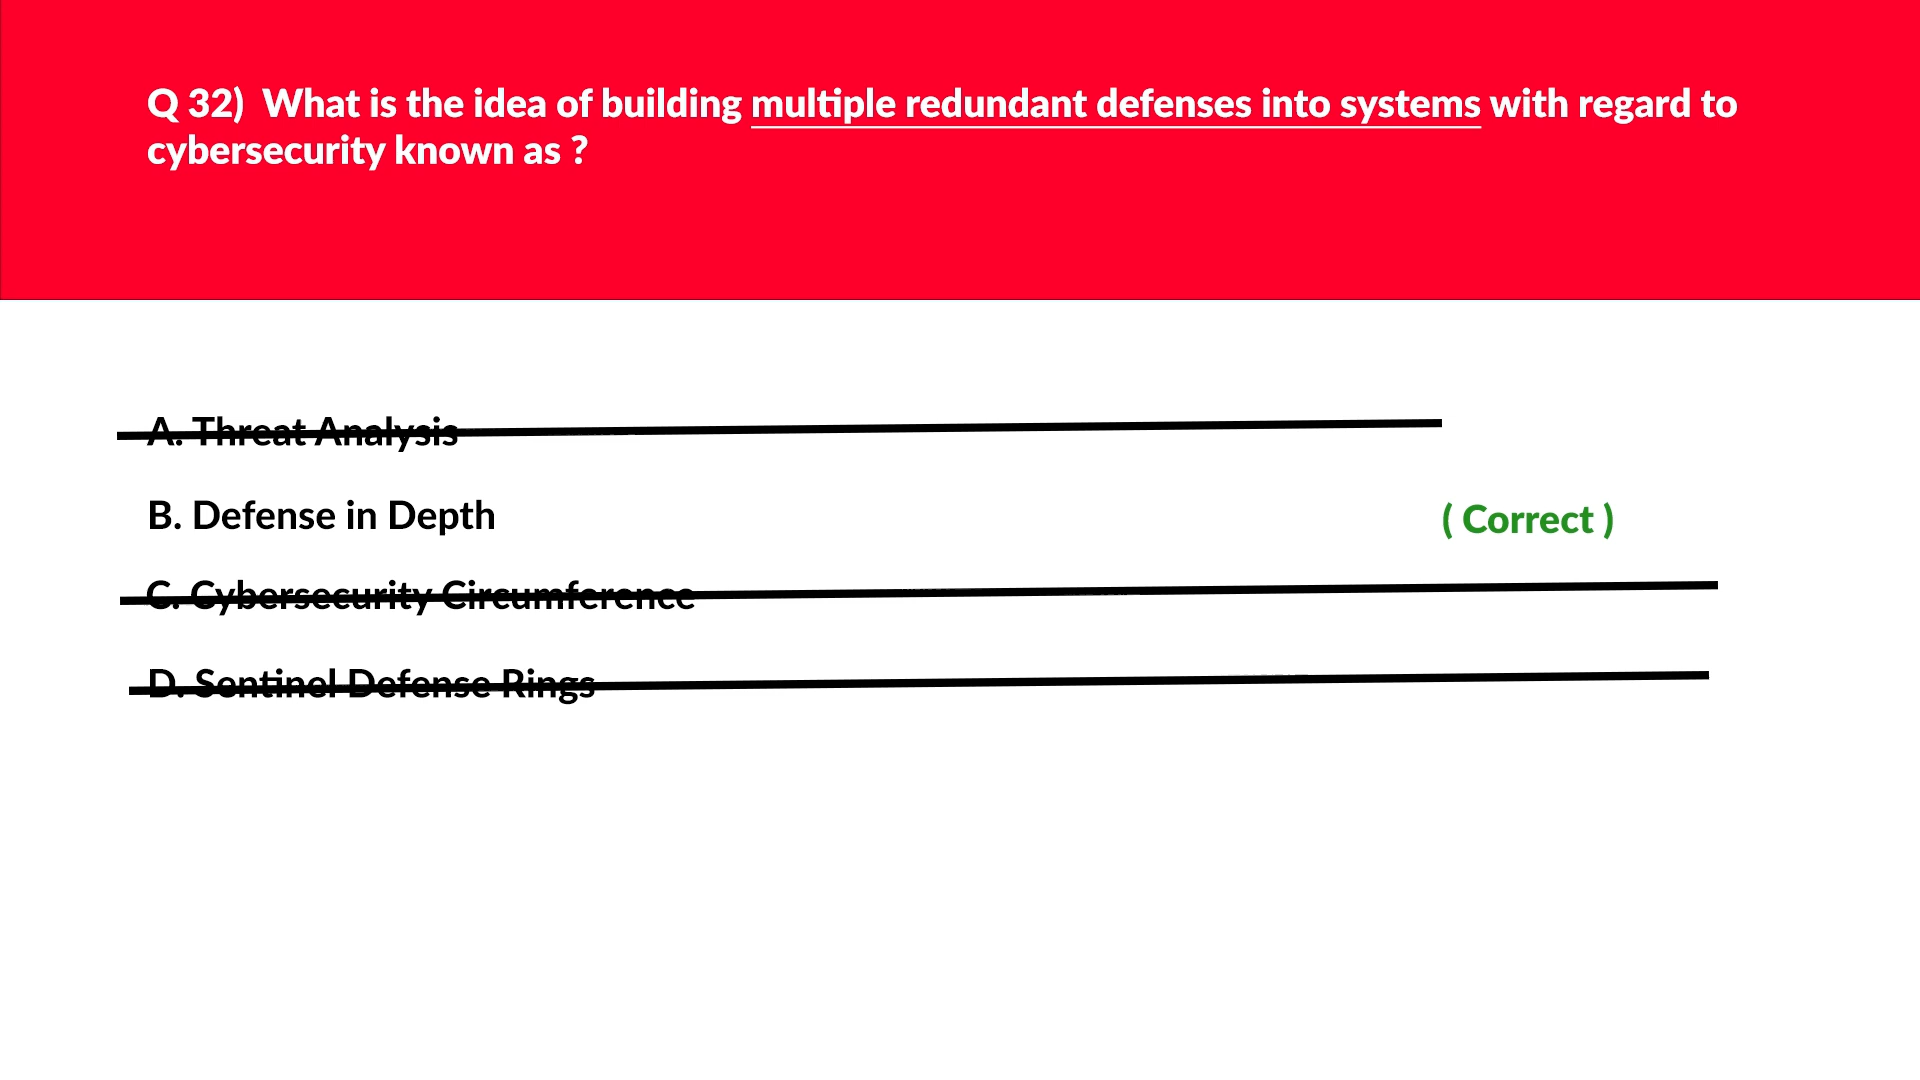 Q 32)  What is the idea of building multiple redundant defenses into systems with regard to
cybersecurity known as ?
A. Threat Analysis
B. Defense in Depth
( Correct )
C. Cybersecurity Circumference
D. Sentinel Defense Rings